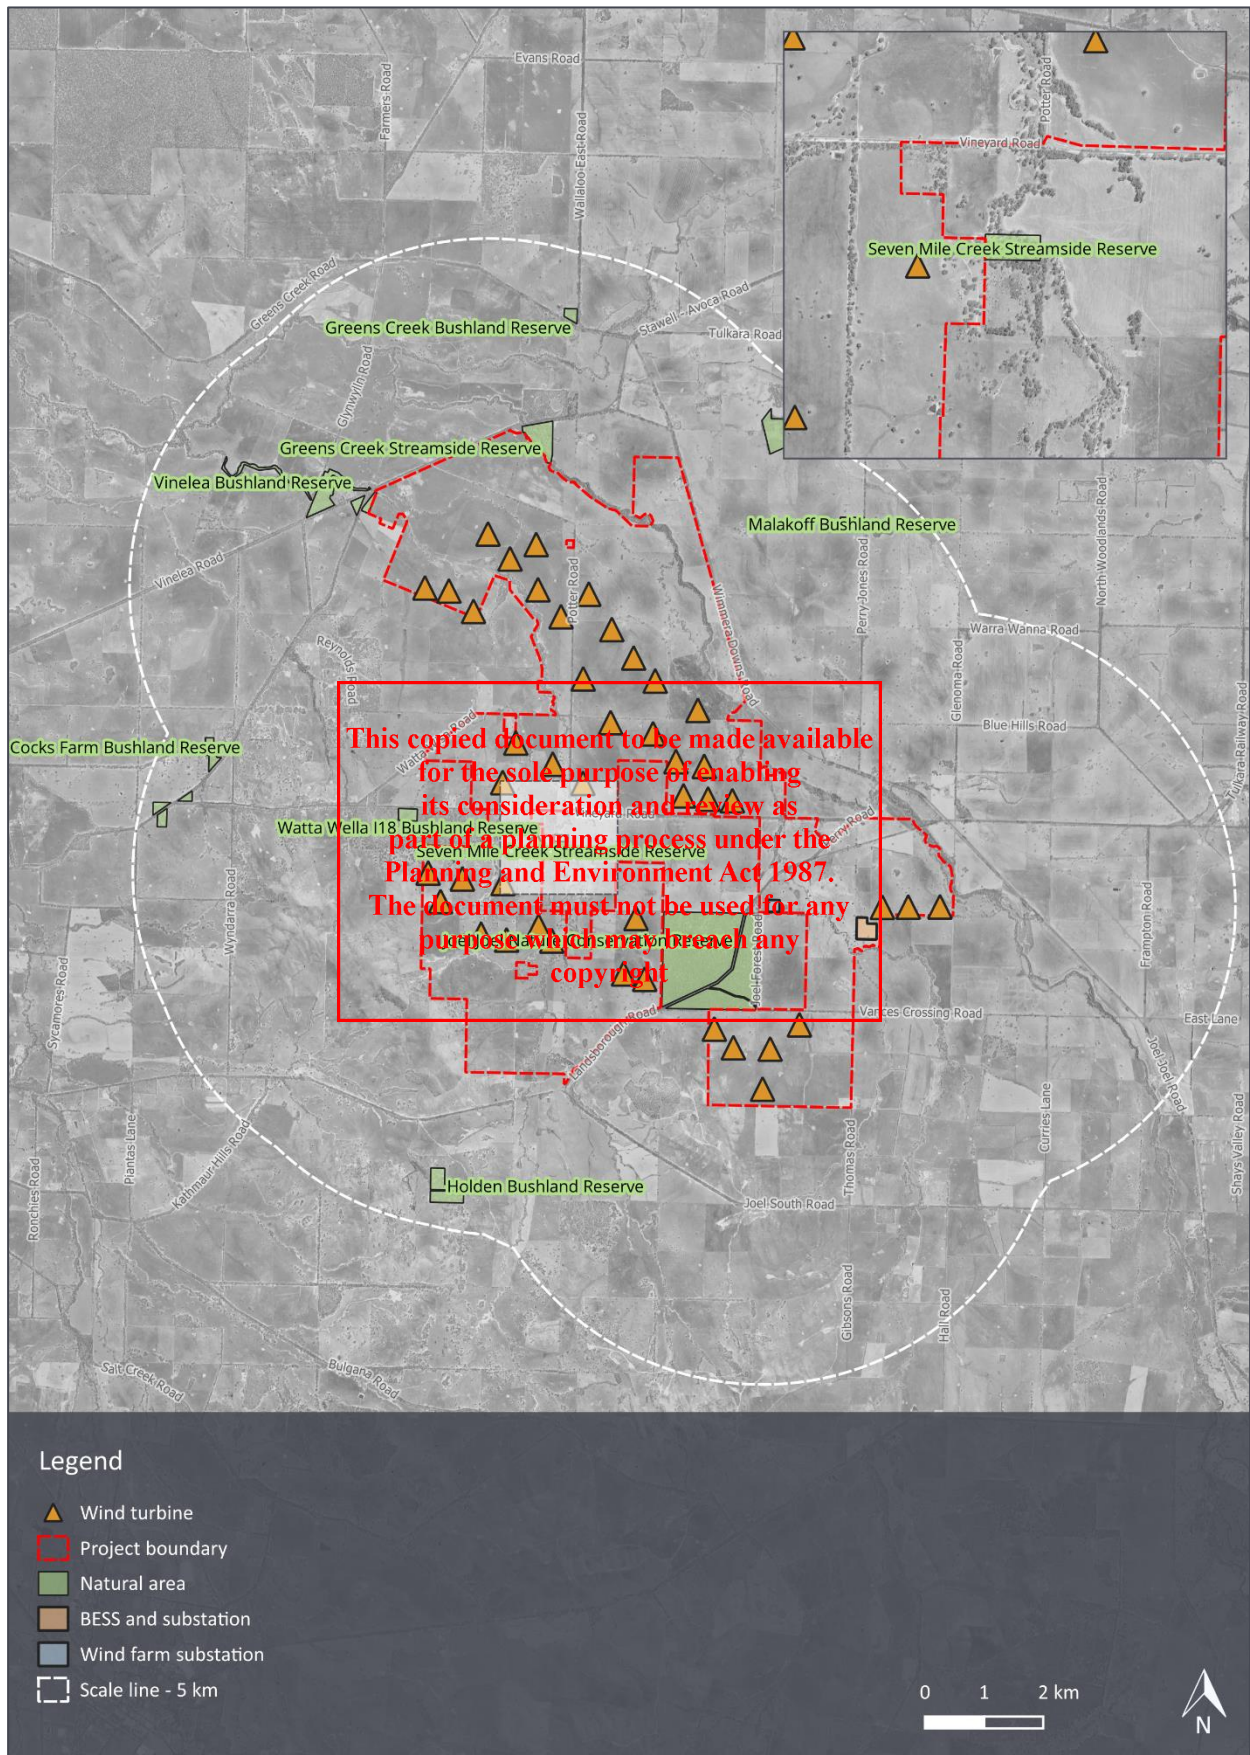 Evans Road
Farmers Road
Wallaloo East Road
Potter Road
Vineyard Road
Seven Mile Creek Streamside Reserve
Greens Creek Road
Stawell - Avoca Road
Greens Creek Bushland Reserve
Tulkara Road
Glynwylln Road
Greens Creek Streamside Reserve
Vinelea Bushland Reserve
Malakoff Bushland Reserve
North Woodlands Road
Vinelea Road
Potter Road
Perry-Jones Road
Wimmera Downs Road
Warra Wanna Road
Reynolds Road
Glenoma Road
Tulkara-Railway Road
Blue Hills Road
Cocks Farm Bushland Reserve
This copied document to be made available
for the sole purpose of enabling
its consideration and review as
part of a planning process under the
Planning and Environment Act 1987.
The document must not be used for any
purpose which may breach any
copyright
Vineyard Road
Watta Wella I18 Bushland Reserve
Seven Mile Creek Streamside Reserve
Nature Conservation Reserve
Wyndarra Road
Frampton Road
Sycamores Road
Landsborough Road
Vances Crossing Road
East Lane
Joel Joel Road
Plantas Lane
Kathmaur Hills Road
Curries Lane
Shays Valley Road
Ronchies Road
Thomas Road
Holden Bushland Reserve
Joel South Road
Gibsons Road
Hall Road
Salt Creek Road
Bulgana Road
Legend
Wind turbine
Project boundary
Natural area
BESS and substation
Wind farm substation
Scale line - 5 km
0 1 2 km
N